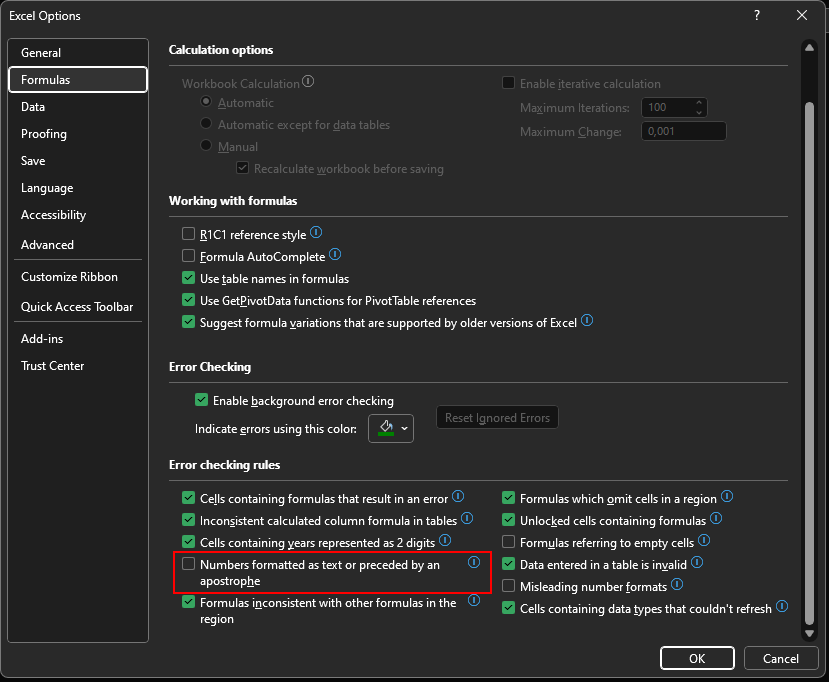 Excel Options
?
General
Formulas
Data
Proofing
Save
Language
Accessibility
Advanced
Customize Ribbon
Quick Access Toolbar
Add-ins
Trust Center
Calculation options
Workbook Calculation
Automatic
Automatic except for data tables
Manual
Recalculate workbook before saving
Enable iterative calculation
Maximum Iterations: 100
Maximum Change: 0,001
Working with formulas
R1C1 reference style
Formula AutoComplete
Use table names in formulas
Use GetPivotData functions for PivotTable references
Suggest formula variations that are supported by older versions of Excel
Error Checking
Enable background error checking
Indicate errors using this color:
Reset Ignored Errors
Error checking rules
Cells containing formulas that result in an error
Inconsistent calculated column formula in tables
Cells containing years represented as 2 digits
Numbers formatted as text or preceded by an
apostrophe
Formulas inconsistent with other formulas in the
region
Formulas which omit cells in a region
Unlocked cells containing formulas
Formulas referring to empty cells
Data entered in a table is invalid
Misleading number formats
Cells containing data types that couldn't refresh
OK
Cancel